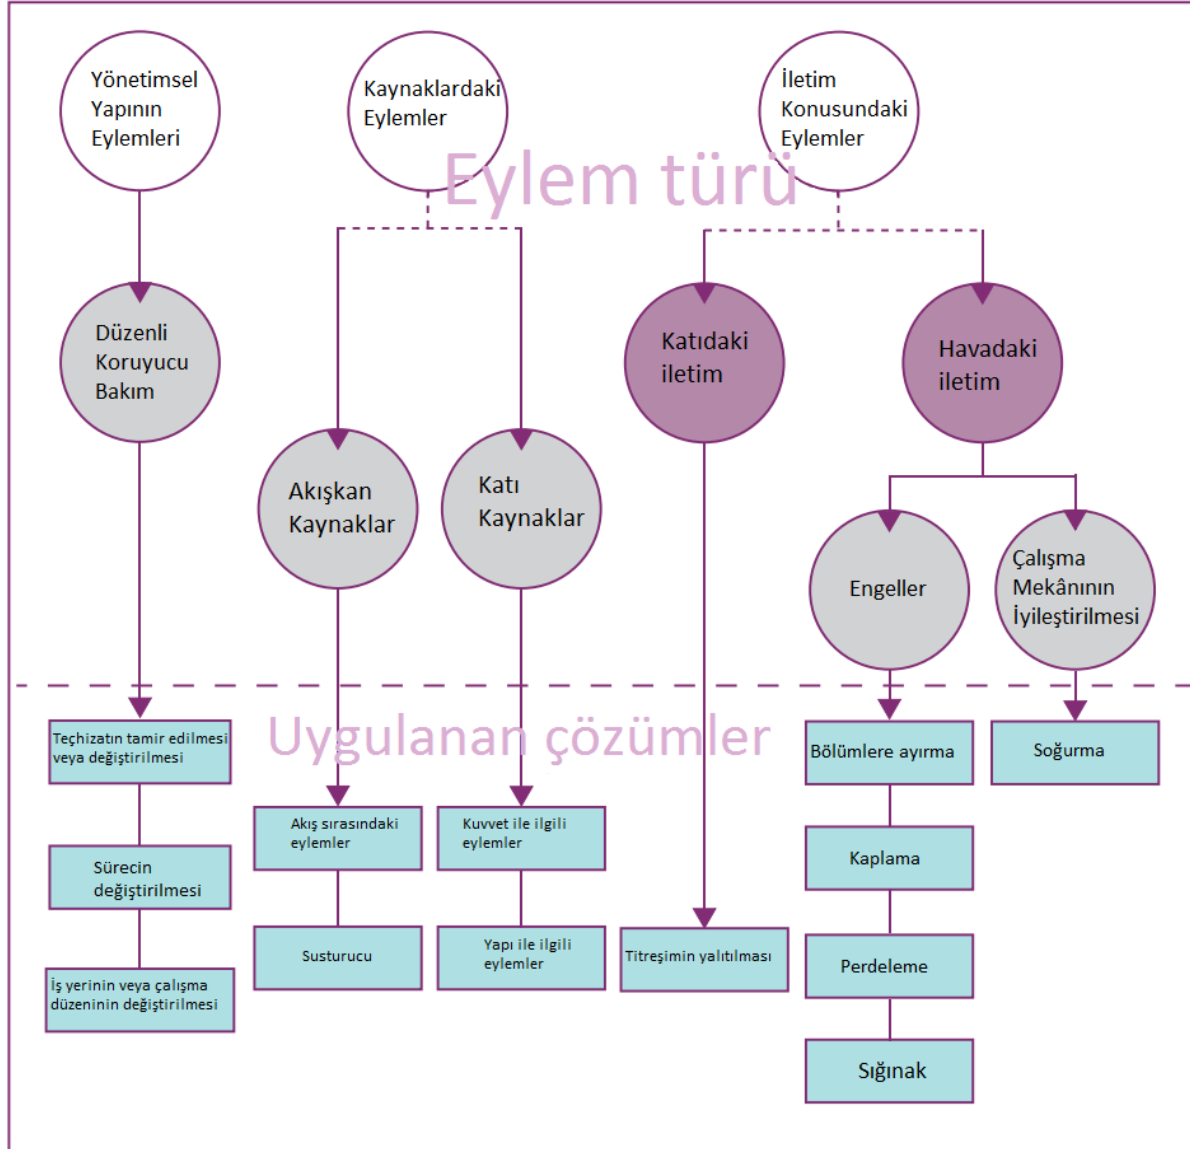 Yönetimsel
Yapının
Eylemleri
Kaynaklardaki
Eylemler
İletim
Konusundaki
Eylemler
Eylem türü
Düzenli
Koruyucu
Bakım
Katıdaki
iletim
Havadaki
iletim
Akışkan
Kaynaklar
Katı
Kaynaklar
Engeller
Çalışma
Mekânının
İyileştirilmesi
Uygulanan çözümler
Teçhizatın tamir edilmesi
veya değiştirilmesi
Sürecin
değiştirilmesi
İş yerinin veya çalışma
düzeninin değiştirilmesi
Akış sırasındaki
eylemler
Susturucu
Kuvvet ile ilgili
eylemler
Yapı ile ilgili
eylemler
Titreşimin yalıtılması
Bölümlere ayırma
Kaplama
Perdeleme
Sığınak
Soğurma